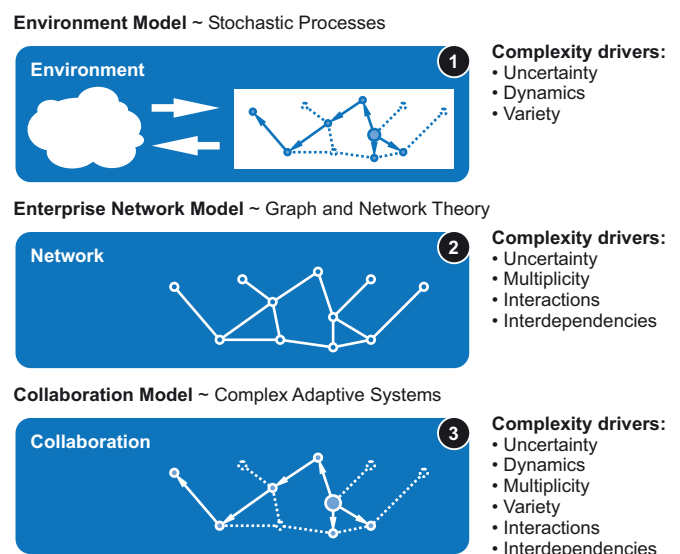 Environment Model ~ Stochastic Processes
Environment
1
Complexity drivers:
• Uncertainty
• Dynamics
• Variety
Enterprise Network Model ~ Graph and Network Theory
Network
2
Complexity drivers:
• Uncertainty
• Multiplicity
• Interactions
• Interdependencies
Collaboration Model ~ Complex Adaptive Systems
Collaboration
3
Complexity drivers:
• Uncertainty
• Dynamics
• Multiplicity
• Variety
• Interactions
• Interdependencies